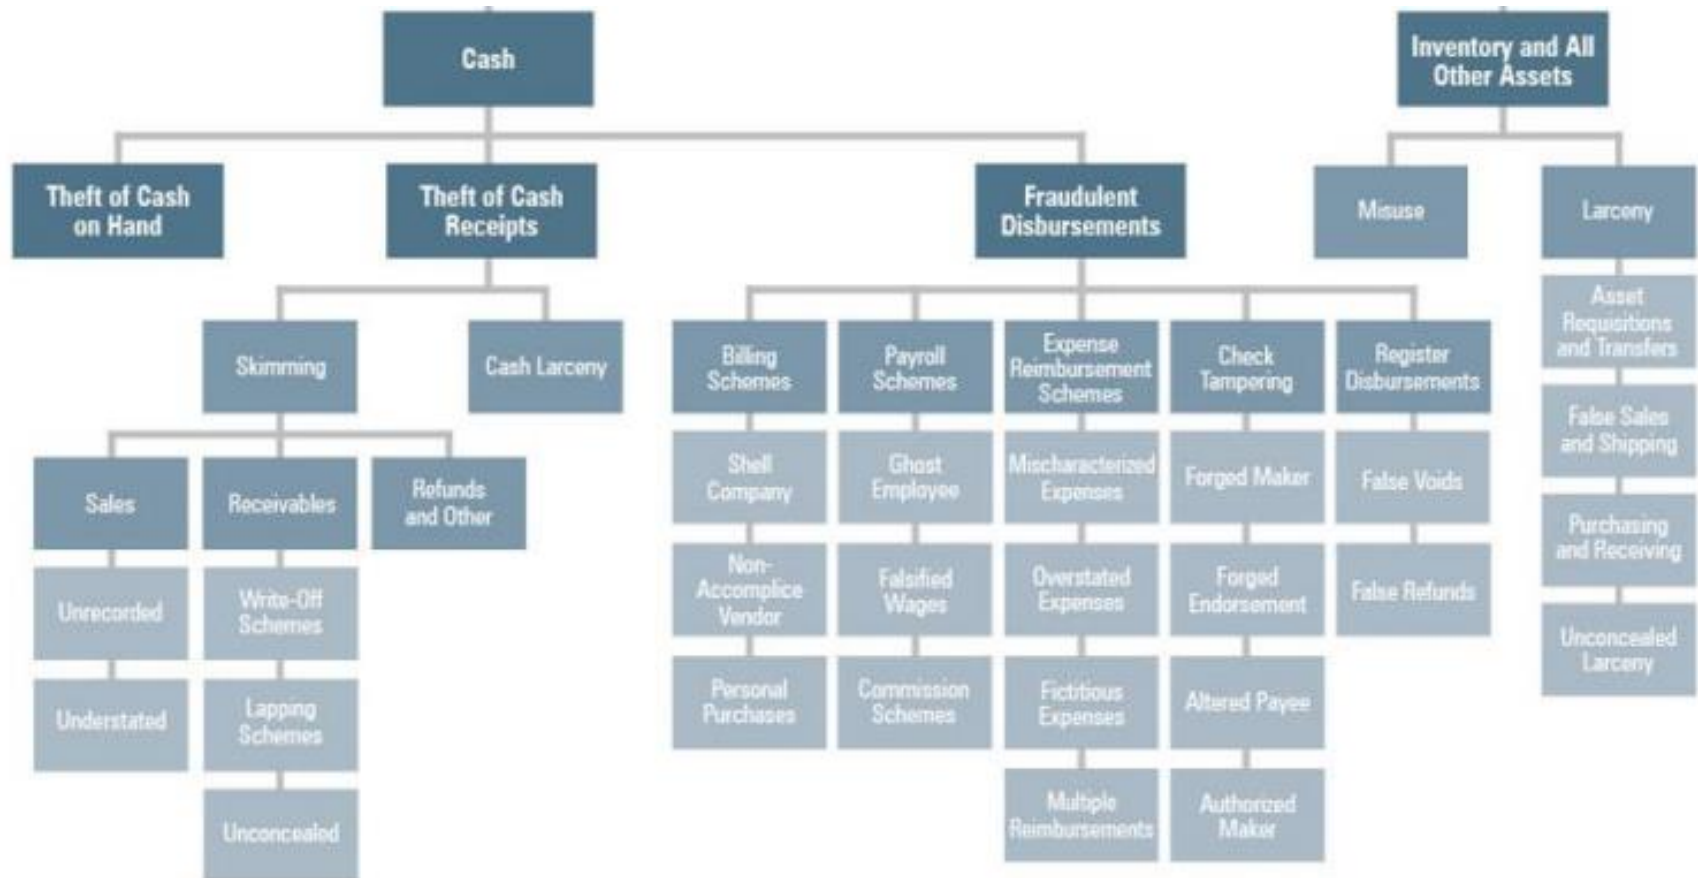 Cash
Inventory and All
Other Assets
Theft of Cash
on Hand
Theft of Cash
Receipts
Fraudulent
Disbursements
Misuse
Larceny
Skimming
Cash Larceny
Billing
Schemes
Payroll
Schemes
Expense
Reimbursement
Schemes
Check
Tampering
Register
Disbursements
Asset
Requisitions
and Transfers
False Sales
and Shipping
Purchasing
and Receiving
Unconcealed
Larceny
Sales
Receivables
Refunds
and Other
Unrecorded
Understated
Write-Off
Schemes
Lapping
Schemes
Unconcealed
Shell
Company
Non-
Accomplice
Vendor
Personal
Purchases
Ghost
Employee
Falsified
Wages
Commission
Schemes
Mischaracterized
Expenses
Overstated
Expenses
Fictitious
Expenses
Multiple
Reimbursements
Forged Maker
Forged
Endorsement
Altered Payee
Authorized
Maker
False Voids
False Refunds